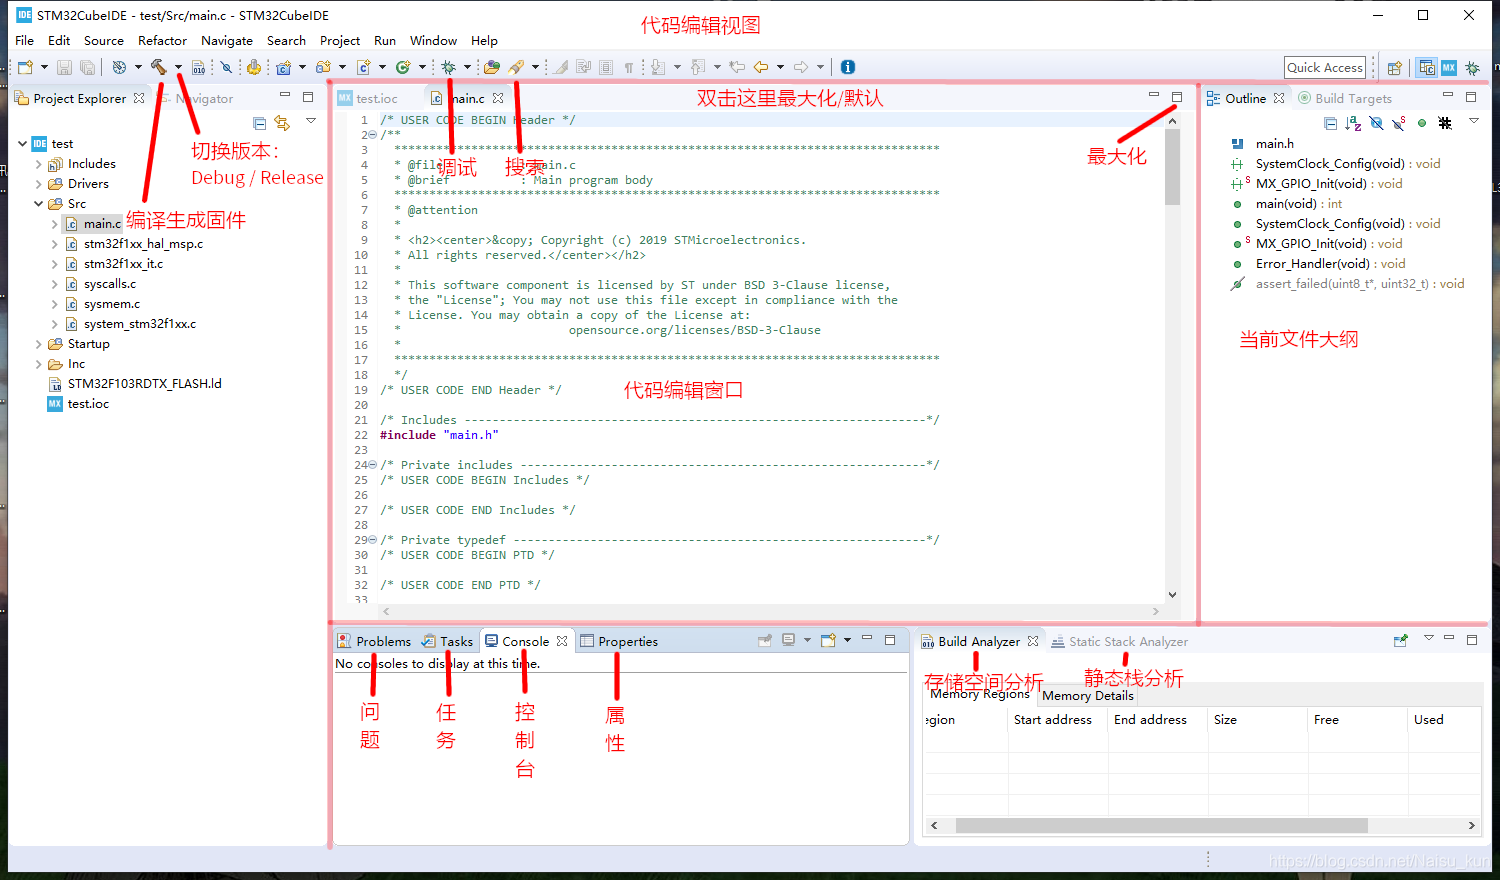 IDE STM32CubeIDE - test/Src/main.c - STM32CubeIDE
代码编辑视图
File Edit Source Refactor Navigate Search Project Run Window Help
Quick Access
Project Explorer
Navigator
切换版本：
Debug / Release
IDE test
Includes
Drivers
Src
main.c
编译生成固件
stm32f1xx_hal_msp.c
stm32f1xx_it.c
syscalls.c
sysmem.c
system_stm32f1xx.c
Startup
Inc
STM32F103RDTX_FLASH.ld
MX test.ioc
MX test.ioc
main.c
双击这里最大化/默认
最大化
调试
搜索
1 /* USER CODE BEGIN Header */
2 /**
3 ******************************************************************************
4 * @file : main.c
5 * @brief : Main program body
6 ******************************************************************************
7 * @attention
8 *
9 * <h2><center>&copy; Copyright (c) 2019 STMicroelectronics.
10 * All rights reserved.</center></h2>
11 *
12 * This software component is licensed by ST under BSD 3-Clause license,
13 * the "License"; You may not use this file except in compliance with the
14 * License. You may obtain a copy of the License at:
15 * opensource.org/licenses/BSD-3-Clause
16 *
17 ******************************************************************************
18 */
19 /* USER CODE END Header */
代码编辑窗口
20
21 /* Includes ------------------------------------------------------------------*/
22 #include "main.h"
23
24 /* Private includes ----------------------------------------------------------*/
25 /* USER CODE BEGIN Includes */
26
27 /* USER CODE END Includes */
28
29 /* Private typedef -----------------------------------------------------------*/
30 /* USER CODE BEGIN PTD */
31
32 /* USER CODE END PTD */
33
Outline
Build Targets
main.h
SystemClock_Config(void) : void
MX_GPIO_Init(void) : void
main(void) : int
SystemClock_Config(void) : void
MX_GPIO_Init(void) : void
Error_Handler(void) : void
assert_failed(uint8_t*, uint32_t) : void
当前文件大纲
Problems Tasks Console Properties
No consoles to display at this time.
问题
任务
控制台
属性
Build Analyzer
Static Stack Analyzer
存储空间分析
静态栈分析
Memory Regions
Memory Details
egion Start address End address Size Free Used
https://blog.csdn.net/Naisu_kun